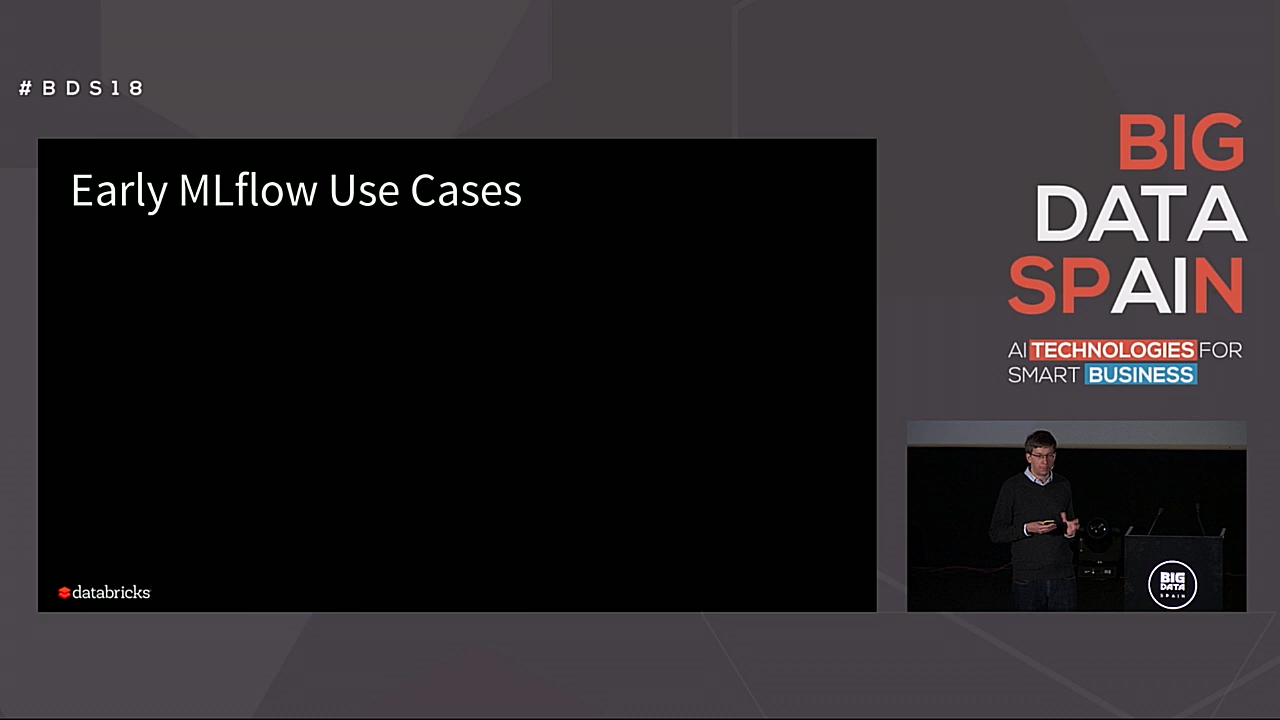 #BDS18
Early MLflow Use Cases
databricks
BIG
DATA
SPAIN
AI TECHNOLOGIES FOR
SMART BUSINESS
BIG
DATA
SPAIN